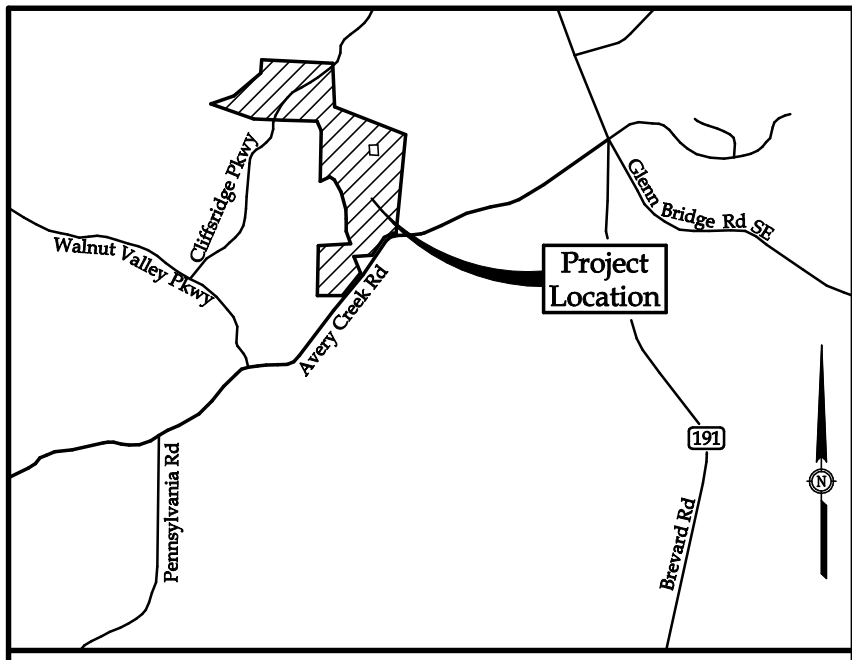 Cliffsridge Pkwy
Glenn Bridge Rd SE
Walnut Valley Pkwy
Project
Location
Avery Creek Rd
191
Pennsylvania Rd
N
Brevard Rd